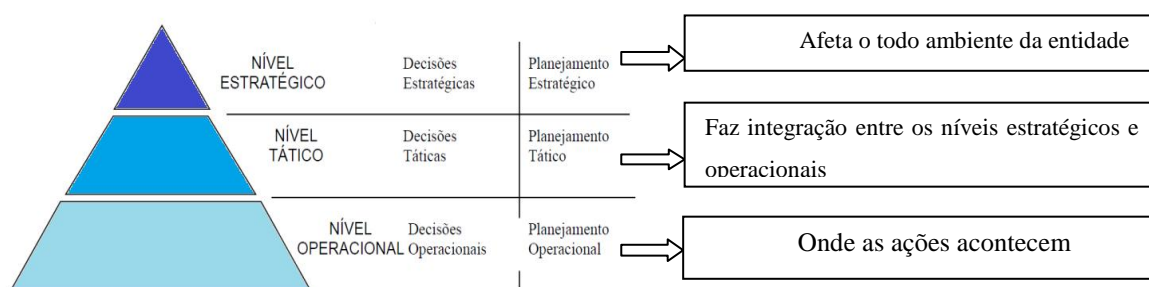 NÍVEL
ESTRATÉGICO
Decisões
Estratégicas
Planejamento
Estratégico
Afeta o todo ambiente da entidade
NÍVEL
TÁTICO
Decisões
Táticas
Planejamento
Tático
Faz integração entre os níveis estratégicos e
operacionais
NÍVEL
OPERACIONAL
Decisões
Operacionais
Planejamento
Operacional
Onde as ações acontecem